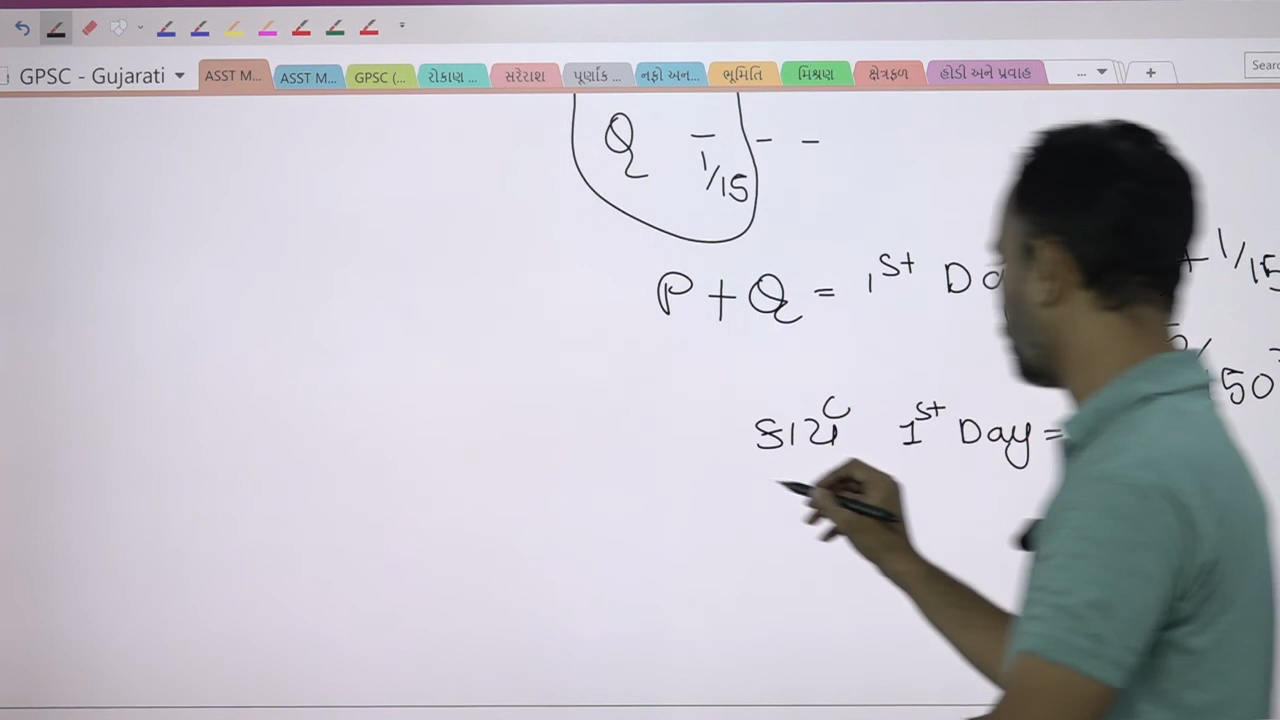 GPSC - Gujarati ASST M... ASST M... GPSC (... રોકાણ ... સરેરાશ પૂર્ણાંક ... નફો અન... ભૂમિતિ મિશ્રણ ક્ષેત્રફળ હોડી અને પ્રવાહ ... + Searc
Q - - -
1/15
P + Q = 1st Da + 1/15
50
કાર્ય 1st Day =